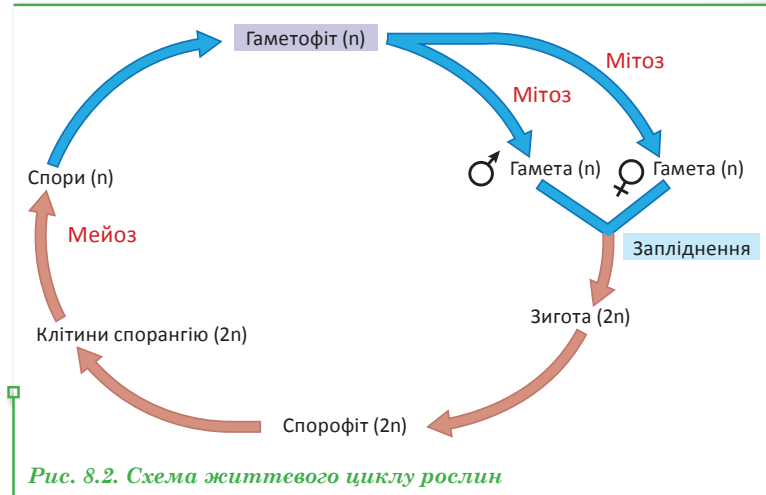 Гаметофіт (n)
Мітоз
Мітоз
Гамета (n)
Гамета (n)
Спори (n)
Мейоз
Запліднення
Зигота (2n)
Клітини спорангію (2n)
Спорофіт (2n)
Рис. 8.2. Схема життєвого циклу рослин